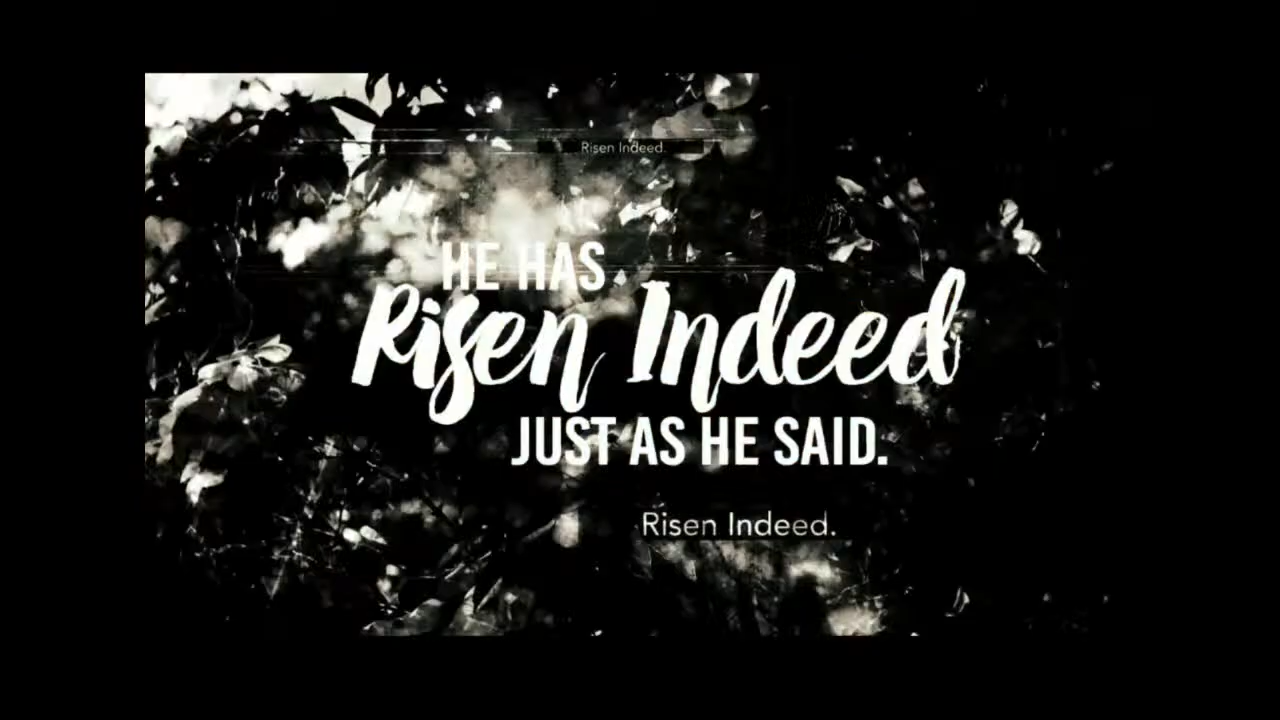 Risen Indeed.
HE HAS
Risen Indeed
JUST AS HE SAID.
Risen Indeed.